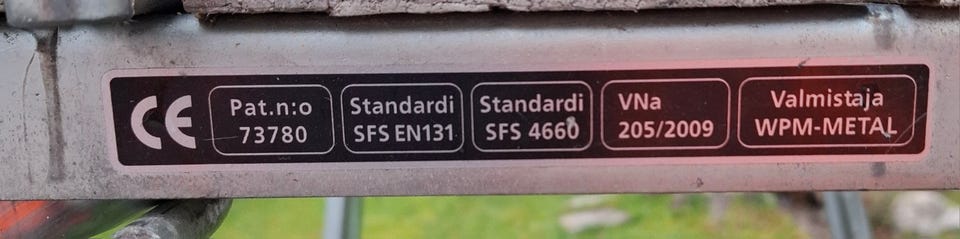 CE
Pat.n:o
73780
Standardi
SFS EN131
Standardi
SFS 4660
VNa
205/2009
Valmistaja
WPM-METAL